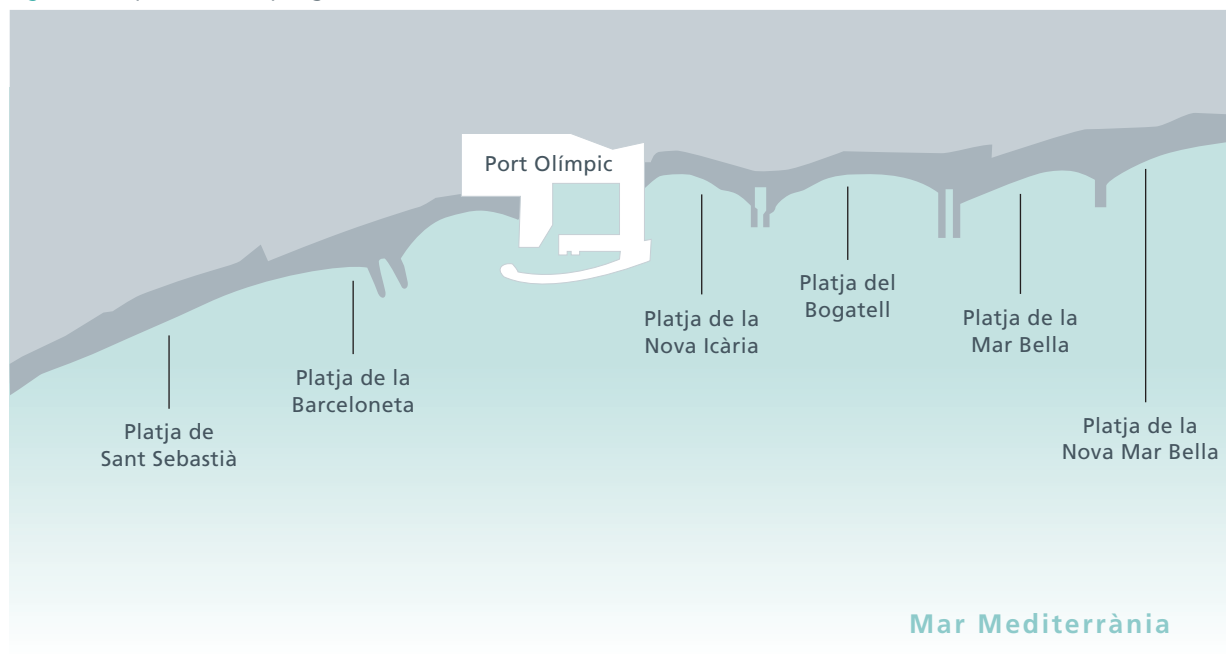 Port Olímpic
Platja del
Bogatell
Platja de la
Nova Icària
Platja de la
Mar Bella
Platja de la
Barceloneta
Platja de la
Nova Mar Bella
Platja de
Sant Sebastià
Mar Mediterrània